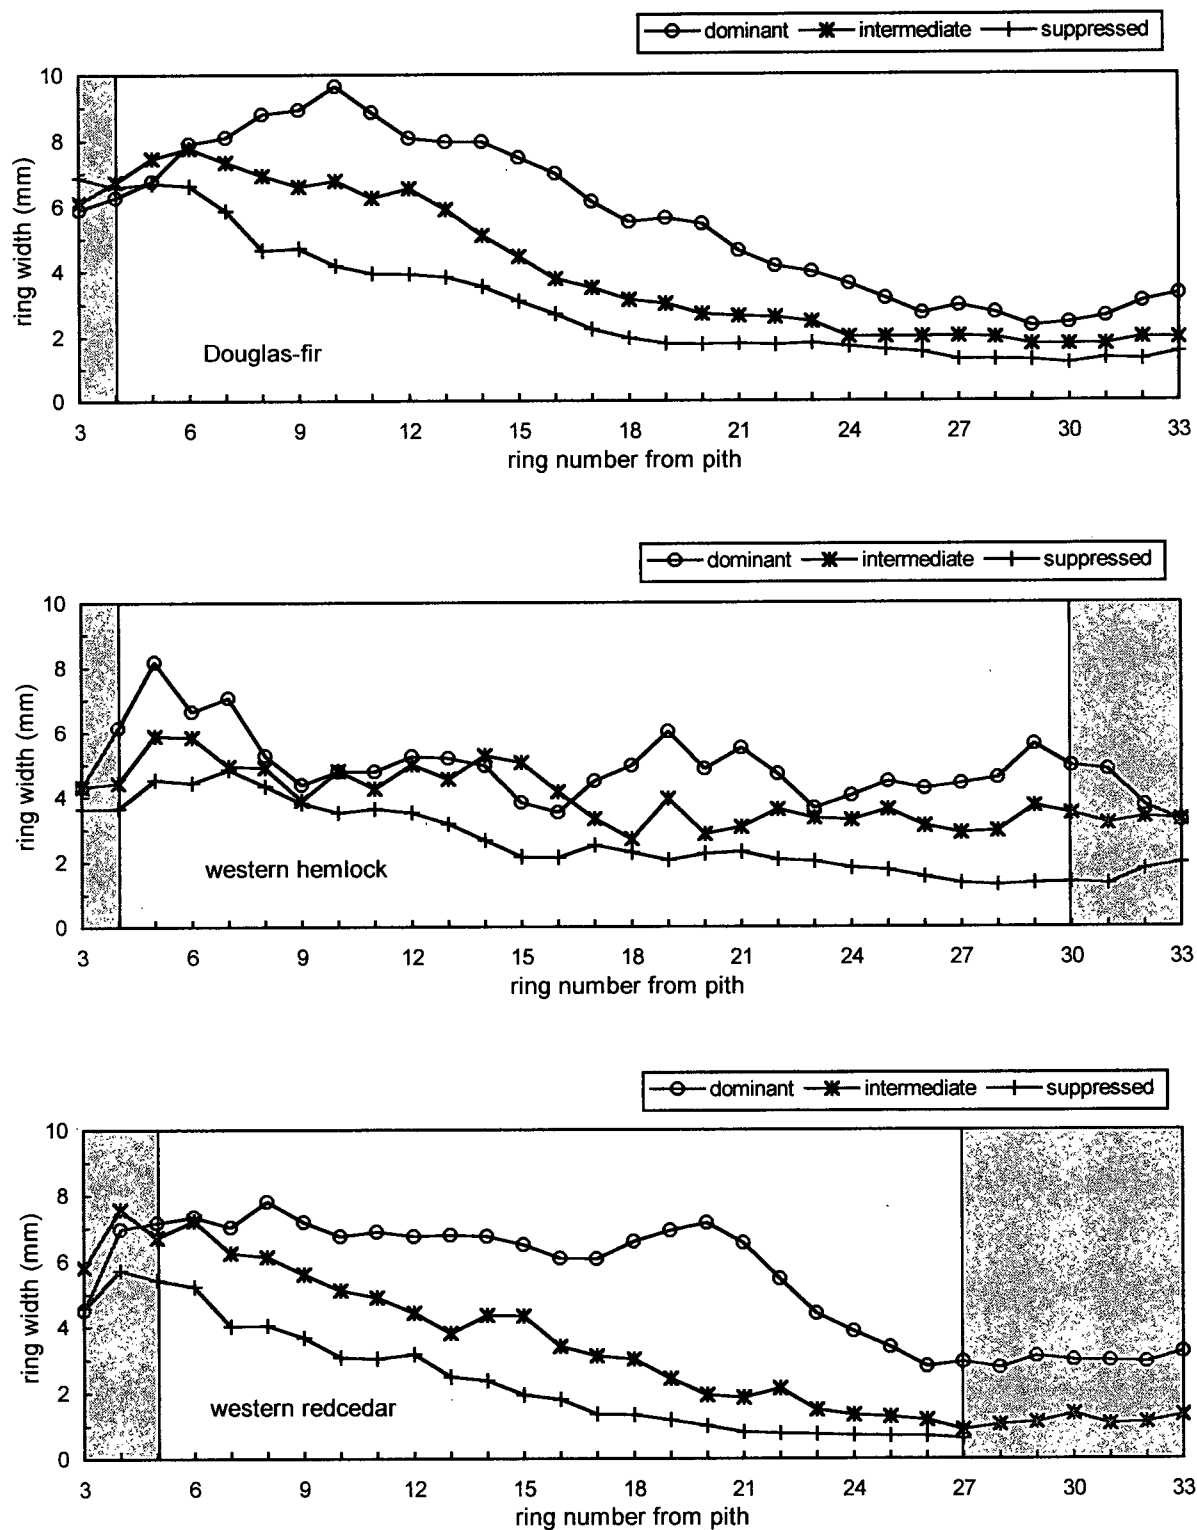 dominant intermediate suppressed
10
8
6
4
2
0
ring width (mm)
Douglas-fir
3 6 9 12 15 18 21 24 27 30 33
ring number from pith
dominant intermediate suppressed
10
8
6
4
2
0
ring width (mm)
western hemlock
3 6 9 12 15 18 21 24 27 30 33
ring number from pith
dominant intermediate suppressed
10
8
6
4
2
0
ring width (mm)
western redcedar
3 6 9 12 15 18 21 24 27 30 33
ring number from pith